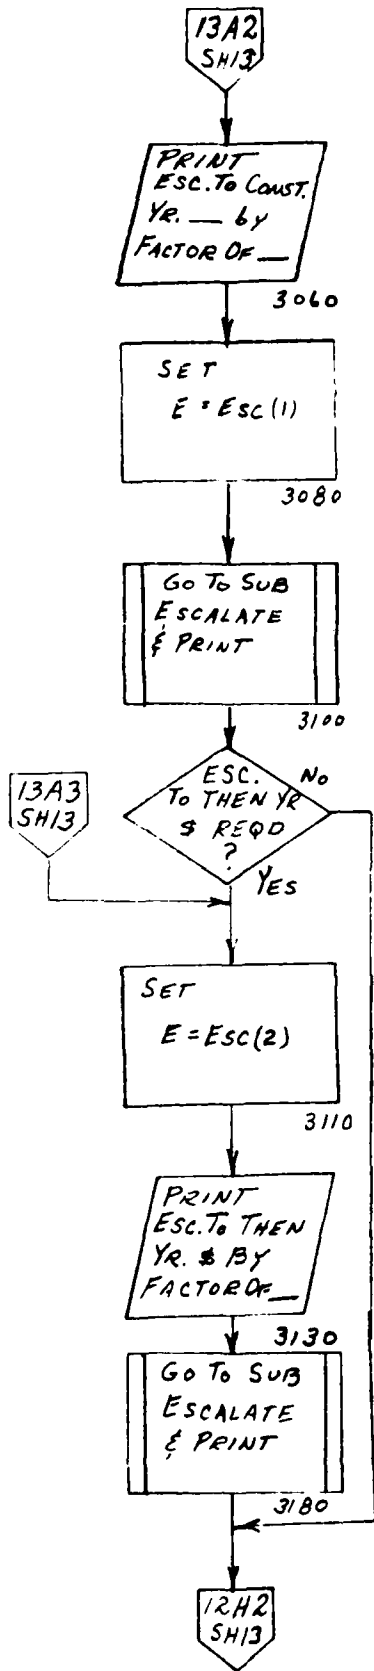 13A2
SH13
PRINT
ESC. TO CONST.
YR. __ by
FACTOR OF __
3060
SET
E = ESC(1)
3080
GO TO SUB
ESCALATE
& PRINT
3100
ESC.
TO THEN YR
$ REQD
?
NO
YES
13A3
SH13
SET
E = ESC(2)
3110
PRINT
ESC. TO THEN
YR. $ BY
FACTOR OF __
3130
GO TO SUB
ESCALATE
& PRINT
3180
12H2
SH13